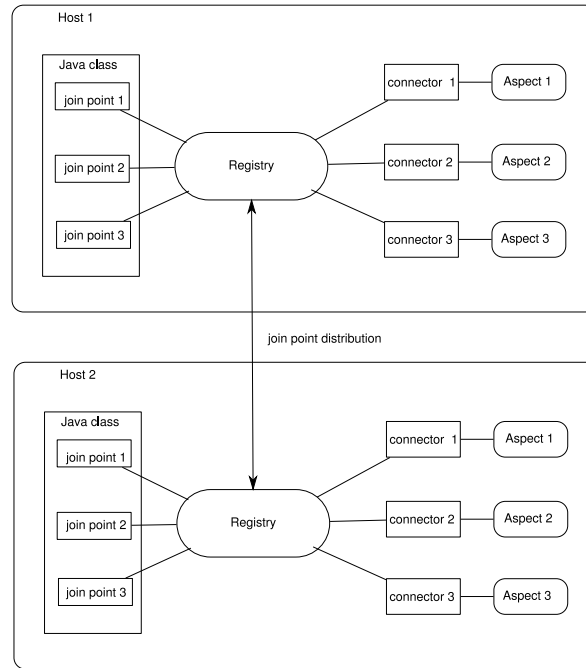 Host 1
Java class
join point 1
connector 1
Aspect 1
join point 2
Registry
connector 2
Aspect 2
join point 3
connector 3
Aspect 3
join point distribution
Host 2
Java class
join point 1
connector 1
Aspect 1
join point 2
Registry
connector 2
Aspect 2
join point 3
connector 3
Aspect 3